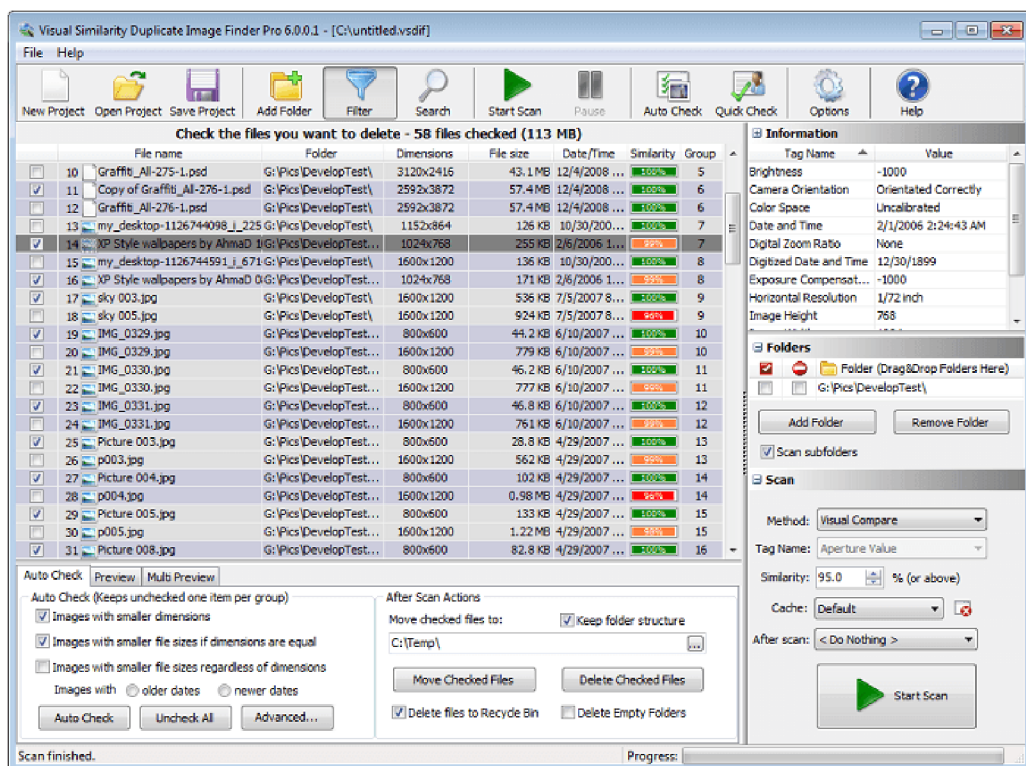 Visual Similarity Duplicate Image Finder Pro 6.0.0.1 - [C:\untitled.vsdif]
File Help
New Project Open Project Save Project Add Folder Filter Search Start Scan Pause Auto Check Quick Check Options Help
Check the files you want to delete - 58 files checked (113 MB)
File name Folder Dimensions File size Date/Time Similarity Group
10 Graffiti_All-275-1.psd G:\Pics\DevelopTest\ 3120x2416 43.1 MB 12/4/2008 ... 100% 5
11 Copy of Graffiti_All-276-1.psd G:\Pics\DevelopTest\ 2592x3872 57.4 MB 12/4/2008 ... 100% 6
12 Graffiti_All-276-1.psd G:\Pics\DevelopTest\ 2592x3872 57.4 MB 12/4/2008 ... 100% 6
13 my_desktop-1126744098_i_225 G:\Pics\DevelopTest\ 1152x864 126 KB 10/30/200... 100% 7
14 XP Style wallpapers by AhmaD 1 G:\Pics\DevelopTest\ 1024x768 255 KB 2/6/2006 1... 99% 7
15 my_desktop-1126744591_i_671 G:\Pics\DevelopTest\ 1600x1200 136 KB 10/30/200... 100% 8
16 XP Style wallpapers by AhmaD 0 G:\Pics\DevelopTest\ 1024x768 171 KB 2/6/2006 1... 99% 8
17 sky 003.jpg G:\Pics\DevelopTest\ 1600x1200 536 KB 7/5/2007 8... 100% 9
18 sky 005.jpg G:\Pics\DevelopTest\ 1600x1200 924 KB 7/5/2007 8... 96% 9
19 IMG_0329.jpg G:\Pics\DevelopTest... 800x600 44.2 KB 6/10/2007 ... 100% 10
20 IMG_0329.jpg G:\Pics\DevelopTest... 1600x1200 779 KB 6/10/2007 ... 99% 10
21 IMG_0330.jpg G:\Pics\DevelopTest... 800x600 46.2 KB 6/10/2007 ... 100% 11
22 IMG_0330.jpg G:\Pics\DevelopTest... 1600x1200 777 KB 6/10/2007 ... 99% 11
23 IMG_0331.jpg G:\Pics\DevelopTest... 800x600 46.8 KB 6/10/2007 ... 100% 12
24 IMG_0331.jpg G:\Pics\DevelopTest... 1600x1200 761 KB 6/10/2007 ... 99% 12
25 Picture 003.jpg G:\Pics\DevelopTest... 800x600 28.8 KB 4/29/2007 ... 100% 13
26 p003.jpg G:\Pics\DevelopTest... 1600x1200 562 KB 4/29/2007 ... 99% 13
27 Picture 004.jpg G:\Pics\DevelopTest... 800x600 102 KB 4/29/2007 ... 100% 14
28 p004.jpg G:\Pics\DevelopTest... 1600x1200 0.98 MB 4/29/2007 ... 96% 14
29 Picture 005.jpg G:\Pics\DevelopTest... 800x600 133 KB 4/29/2007 ... 100% 15
30 p005.jpg G:\Pics\DevelopTest... 1600x1200 1.22 MB 4/29/2007 ... 99% 15
31 Picture 008.jpg G:\Pics\DevelopTest... 800x600 82.8 KB 4/29/2007 ... 100% 16
Auto Check Preview Multi Preview
Auto Check (Keeps unchecked one item per group)
Images with smaller dimensions
Images with smaller file sizes if dimensions are equal
Images with smaller file sizes regardless of dimensions
Images with older dates newer dates
Auto Check Uncheck All Advanced...
After Scan Actions
Move checked files to: Keep folder structure
C:\Temp\ ...
Move Checked Files Delete Checked Files
Delete files to Recycle Bin Delete Empty Folders
Information
Tag Name Value
Brightness -1000
Camera Orientation Orientated Correctly
Color Space Uncalibrated
Date and Time 2/1/2006 2:24:43 AM
Digital Zoom Ratio None
Digitized Date and Time 12/30/1899
Exposure Compensat... -1000
Horizontal Resolution 1/72 inch
Image Height 768
Folders
Folder (Drag&Drop Folders Here)
G:\Pics\DevelopTest\
Add Folder Remove Folder
Scan subfolders
Scan
Method: Visual Compare
Tag Name: Aperture Value
Similarity: 95.0 % (or above)
Cache: Default
After scan: < Do Nothing >
Start Scan
Scan finished. Progress: